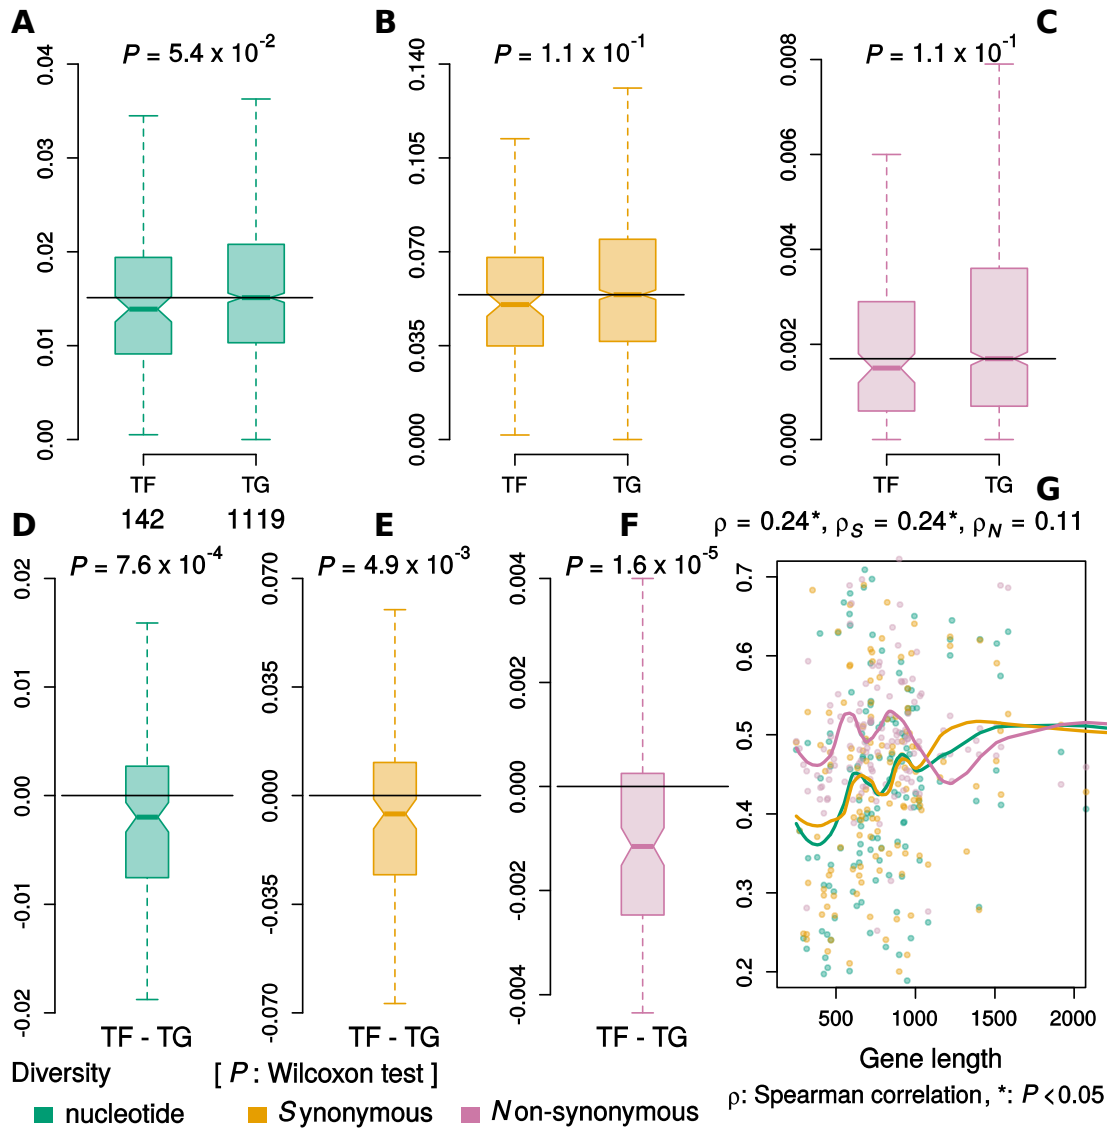 A
P = 5.4 x 10^-2
0.04
0.03
0.02
0.01
0.00
TF
TG
142
1119
B
P = 1.1 x 10^-1
0.140
0.105
0.070
0.035
0.000
TF
TG
C
P = 1.1 x 10^-1
0.008
0.006
0.004
0.002
0.000
TF
TG
D
P = 7.6 x 10^-4
0.02
0.01
0.00
-0.01
-0.02
TF - TG
E
P = 4.9 x 10^-3
0.070
0.035
0.000
-0.035
-0.070
TF - TG
F
P = 1.6 x 10^-5
0.004
0.002
0.000
-0.002
-0.004
TF - TG
G
ρ = 0.24*, ρS = 0.24*, ρN = 0.11
0.7
0.6
0.5
0.4
0.3
0.2
500 1000 1500 2000
Gene length
ρ: Spearman correlation, *: P<0.05
Diversity [ P: Wilcoxon test ]
nucleotide Synonymous Non-synonymous